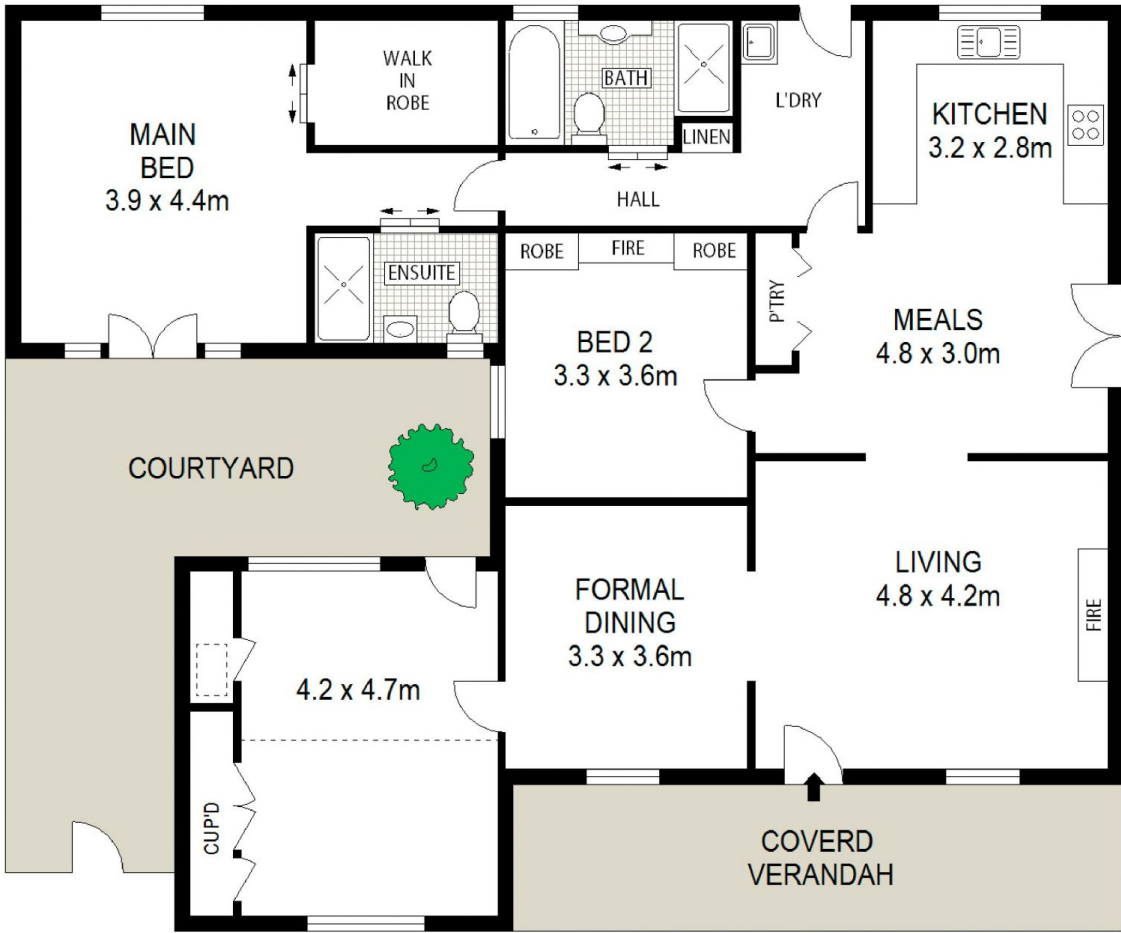 MAIN
BED
3.9 x 4.4m
WALK
IN
ROBE
BATH
LINEN
L'DRY
KITCHEN
3.2 x 2.8m
HALL
ENSUITE
ROBE
FIRE
ROBE
BED 2
3.3 x 3.6m
P'TRY
MEALS
4.8 x 3.0m
COURTYARD
FORMAL
DINING
3.3 x 3.6m
LIVING
4.8 x 4.2m
FIRE
4.2 x 4.7m
CUP'D
COVERD
VERANDAH